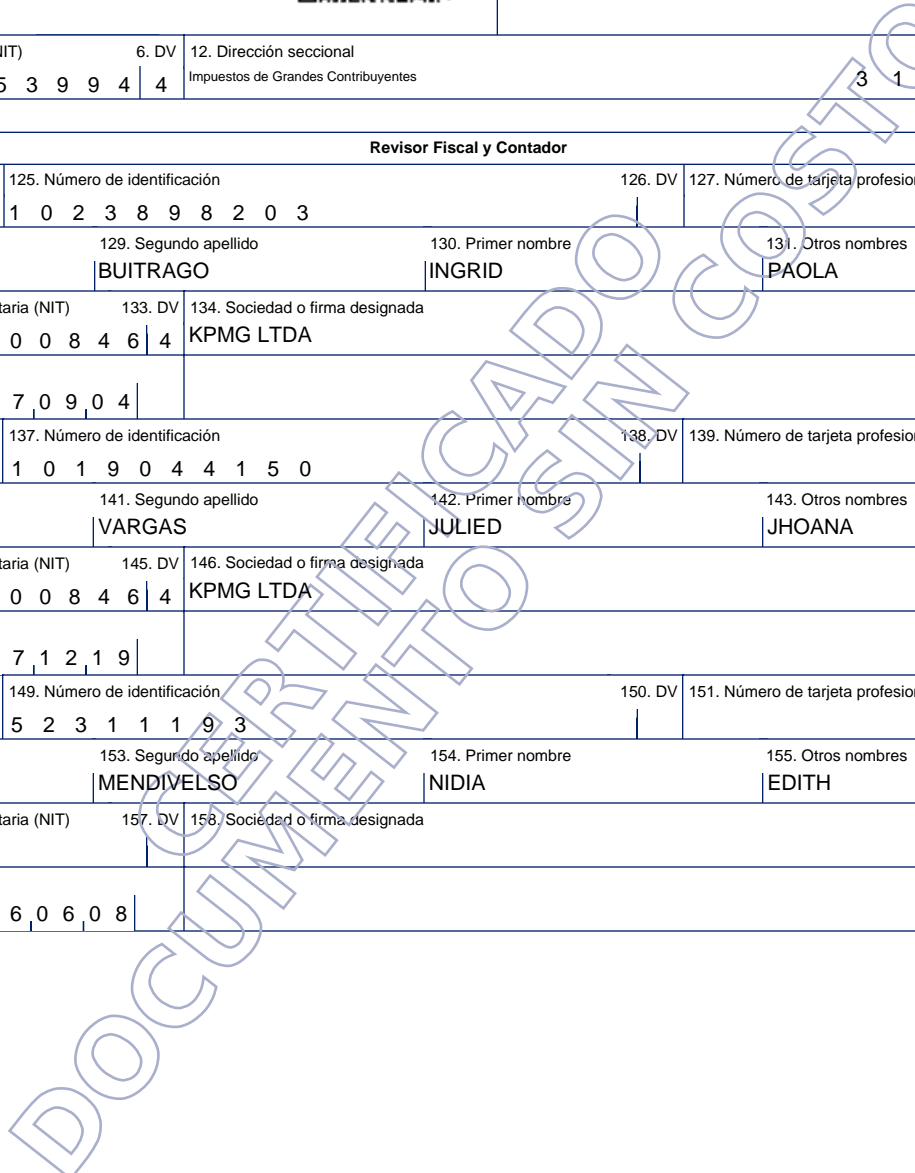 NIT) 6. DV 12. Dirección seccional
5 3 9 9 4 4 Impuestos de Grandes Contribuyentes 3 1
Revisor Fiscal y Contador
125. Número de identificación 126. DV 127. Número de tarjeta profesion
1 0 2 3 8 9 8 2 0 3
129. Segundo apellido 130. Primer nombre 131. Otros nombres
BUITRAGO INGRID PAOLA
taria (NIT) 133. DV 134. Sociedad o firma designada
0 0 8 4 6 4 KPMG LTDA
7 0 9 0 4
137. Número de identificación 138. DV 139. Número de tarjeta profesion
1 0 1 9 0 4 4 1 5 0
141. Segundo apellido 142. Primer nombre 143. Otros nombres
VARGAS JULIED JHOANA
taria (NIT) 145. DV 146. Sociedad o firma designada
0 0 8 4 6 4 KPMG LTDA
7 1 2 1 9
149. Número de identificación 150. DV 151. Número de tarjeta profesion
5 2 3 1 1 1 9 3
153. Segundo apellido 154. Primer nombre 155. Otros nombres
MENDIVELSO NIDIA EDITH
taria (NIT) 157. DV 158. Sociedad o firma designada
6 0 6 0 8
CERTIFICADO
DOCUMENTO SIN COSTO